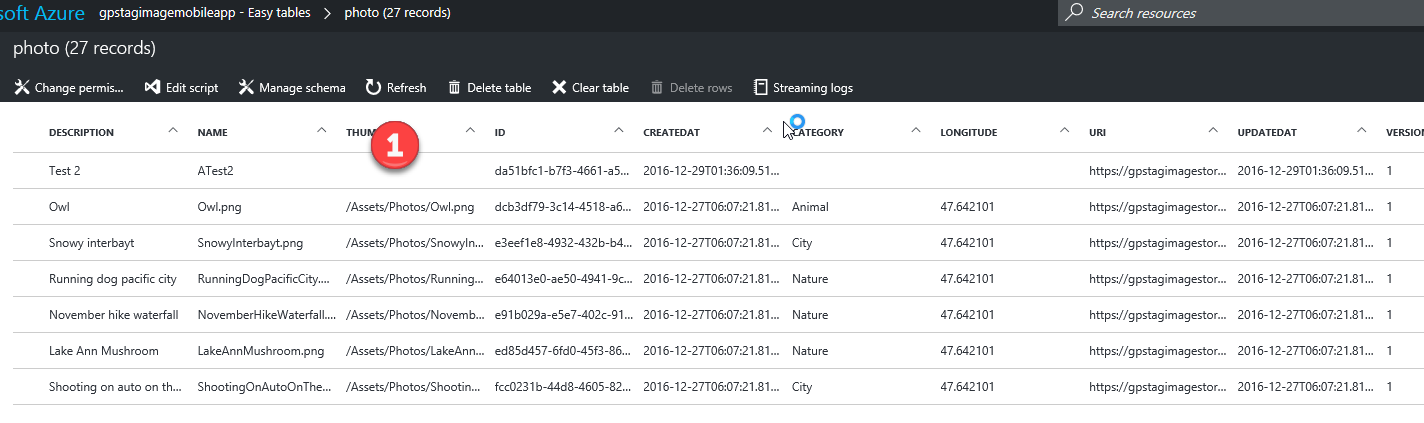 soft Azure gpstagimagemobileapp - Easy tables > photo (27 records) Search resources
photo (27 records)
Change permis... Edit script Manage schema Refresh Delete table Clear table Delete rows Streaming logs
DESCRIPTION NAME THU 1 ID CREATEDAT CATEGORY LONGITUDE URI UPDATEDAT VERSION
Test 2 ATest2 da51bfc1-b7f3-4661-a5... 2016-12-29T01:36:09.51... https://gpstagimagestor... 2016-12-29T01:36:09.51... 1
Owl Owl.png /Assets/Photos/Owl.png dcb3df79-3c14-4518-a6... 2016-12-27T06:07:21.81... Animal 47.642101 https://gpstagimagestor... 2016-12-27T06:07:21.81... 1
Snowy interbayt SnowyInterbayt.png /Assets/Photos/SnowyIn... e3eef1e8-4932-432b-b4... 2016-12-27T06:07:21.81... City 47.642101 https://gpstagimagestor... 2016-12-27T06:07:21.81... 1
Running dog pacific city RunningDogPacificCity.... /Assets/Photos/Running... e64013e0-ae50-4941-9c... 2016-12-27T06:07:21.81... Nature 47.642101 https://gpstagimagestor... 2016-12-27T06:07:21.81... 1
November hike waterfall NovemberHikeWaterfall.... /Assets/Photos/Novemb... e91b029a-e5e7-402c-91... 2016-12-27T06:07:21.81... Nature 47.642101 https://gpstagimagestor... 2016-12-27T06:07:21.81... 1
Lake Ann Mushroom LakeAnnMushroom.png /Assets/Photos/LakeAnn... ed85d457-6fd0-45f3-86... 2016-12-27T06:07:21.81... Nature 47.642101 https://gpstagimagestor... 2016-12-27T06:07:21.81... 1
Shooting on auto on th... ShootingOnAutoOnThe... /Assets/Photos/Shootin... fcc0231b-44d8-4605-82... 2016-12-27T06:07:21.81... City 47.642101 https://gpstagimagestor... 2016-12-27T06:07:21.81... 1